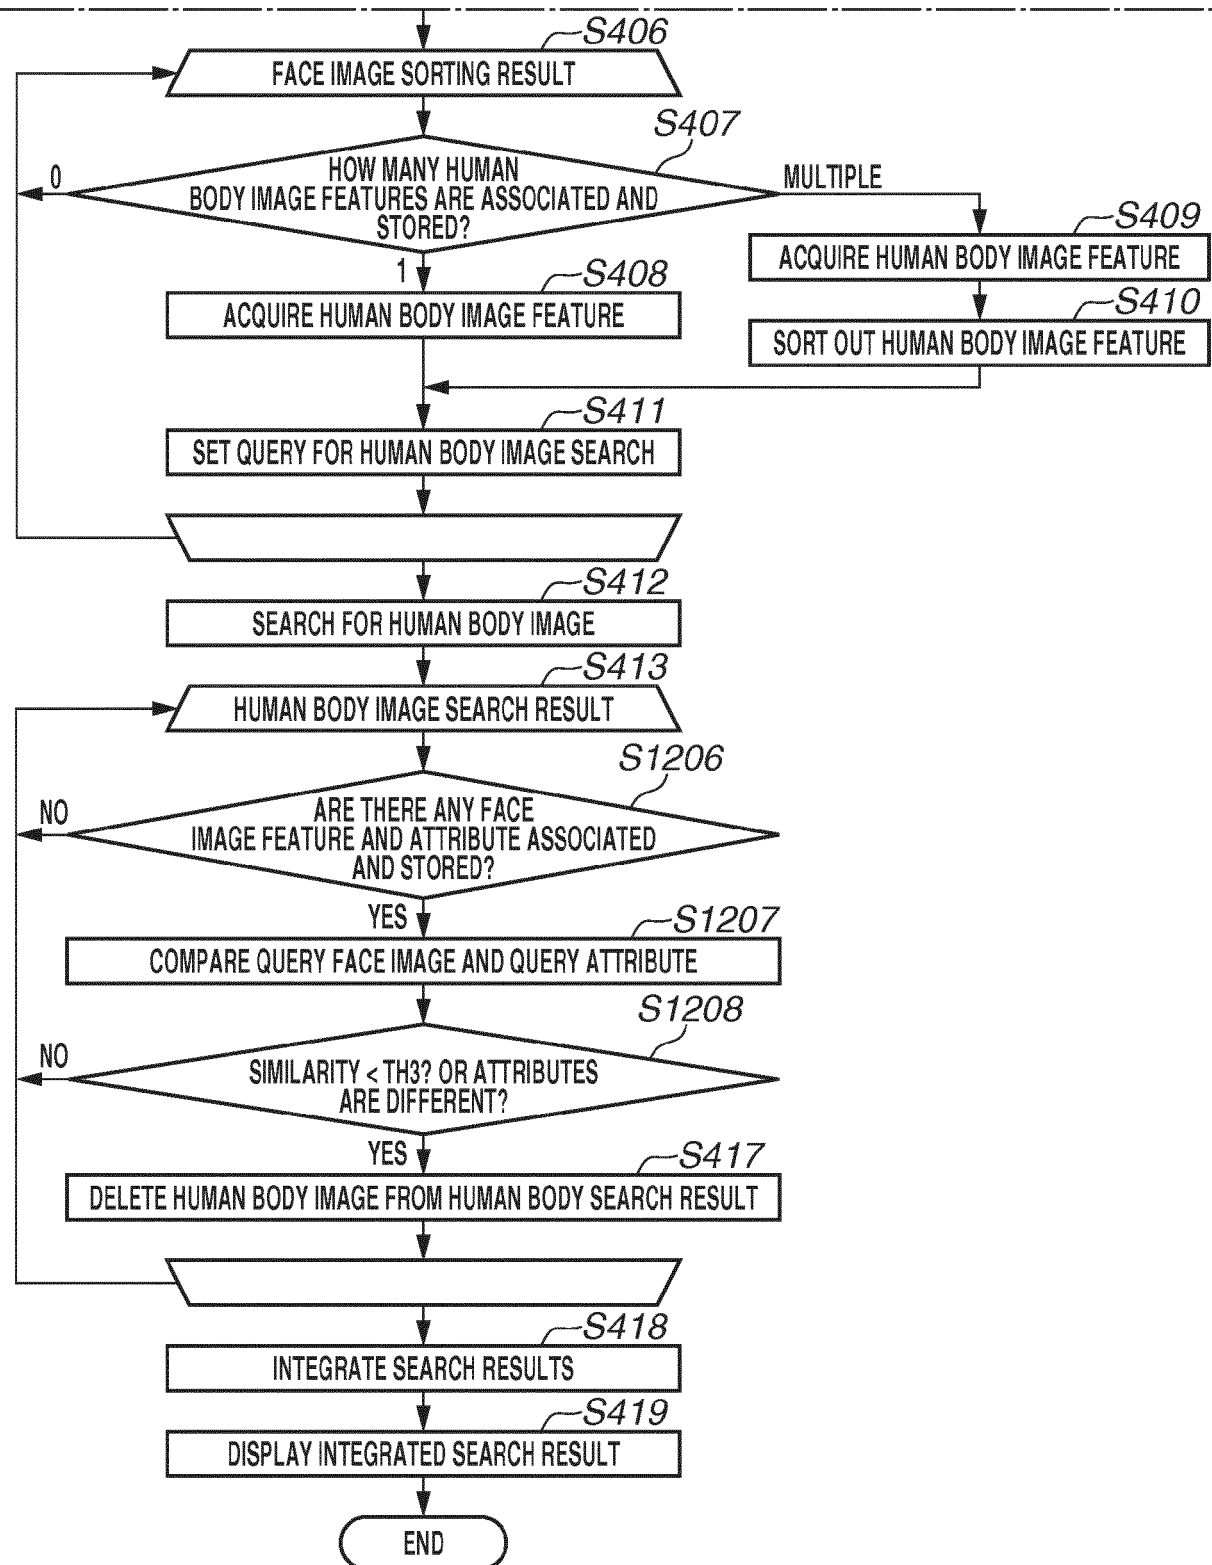 S406
FACE IMAGE SORTING RESULT
S407
HOW MANY HUMAN
BODY IMAGE FEATURES ARE ASSOCIATED AND
STORED?
0
MULTIPLE
1
S409
ACQUIRE HUMAN BODY IMAGE FEATURE
S408
ACQUIRE HUMAN BODY IMAGE FEATURE
S410
SORT OUT HUMAN BODY IMAGE FEATURE
S411
SET QUERY FOR HUMAN BODY IMAGE SEARCH
S412
SEARCH FOR HUMAN BODY IMAGE
S413
HUMAN BODY IMAGE SEARCH RESULT
S1206
ARE THERE ANY FACE
IMAGE FEATURE AND ATTRIBUTE ASSOCIATED
AND STORED?
NO
YES
S1207
COMPARE QUERY FACE IMAGE AND QUERY ATTRIBUTE
S1208
SIMILARITY < TH3? OR ATTRIBUTES
ARE DIFFERENT?
NO
YES
S417
DELETE HUMAN BODY IMAGE FROM HUMAN BODY SEARCH RESULT
S418
INTEGRATE SEARCH RESULTS
S419
DISPLAY INTEGRATED SEARCH RESULT
END